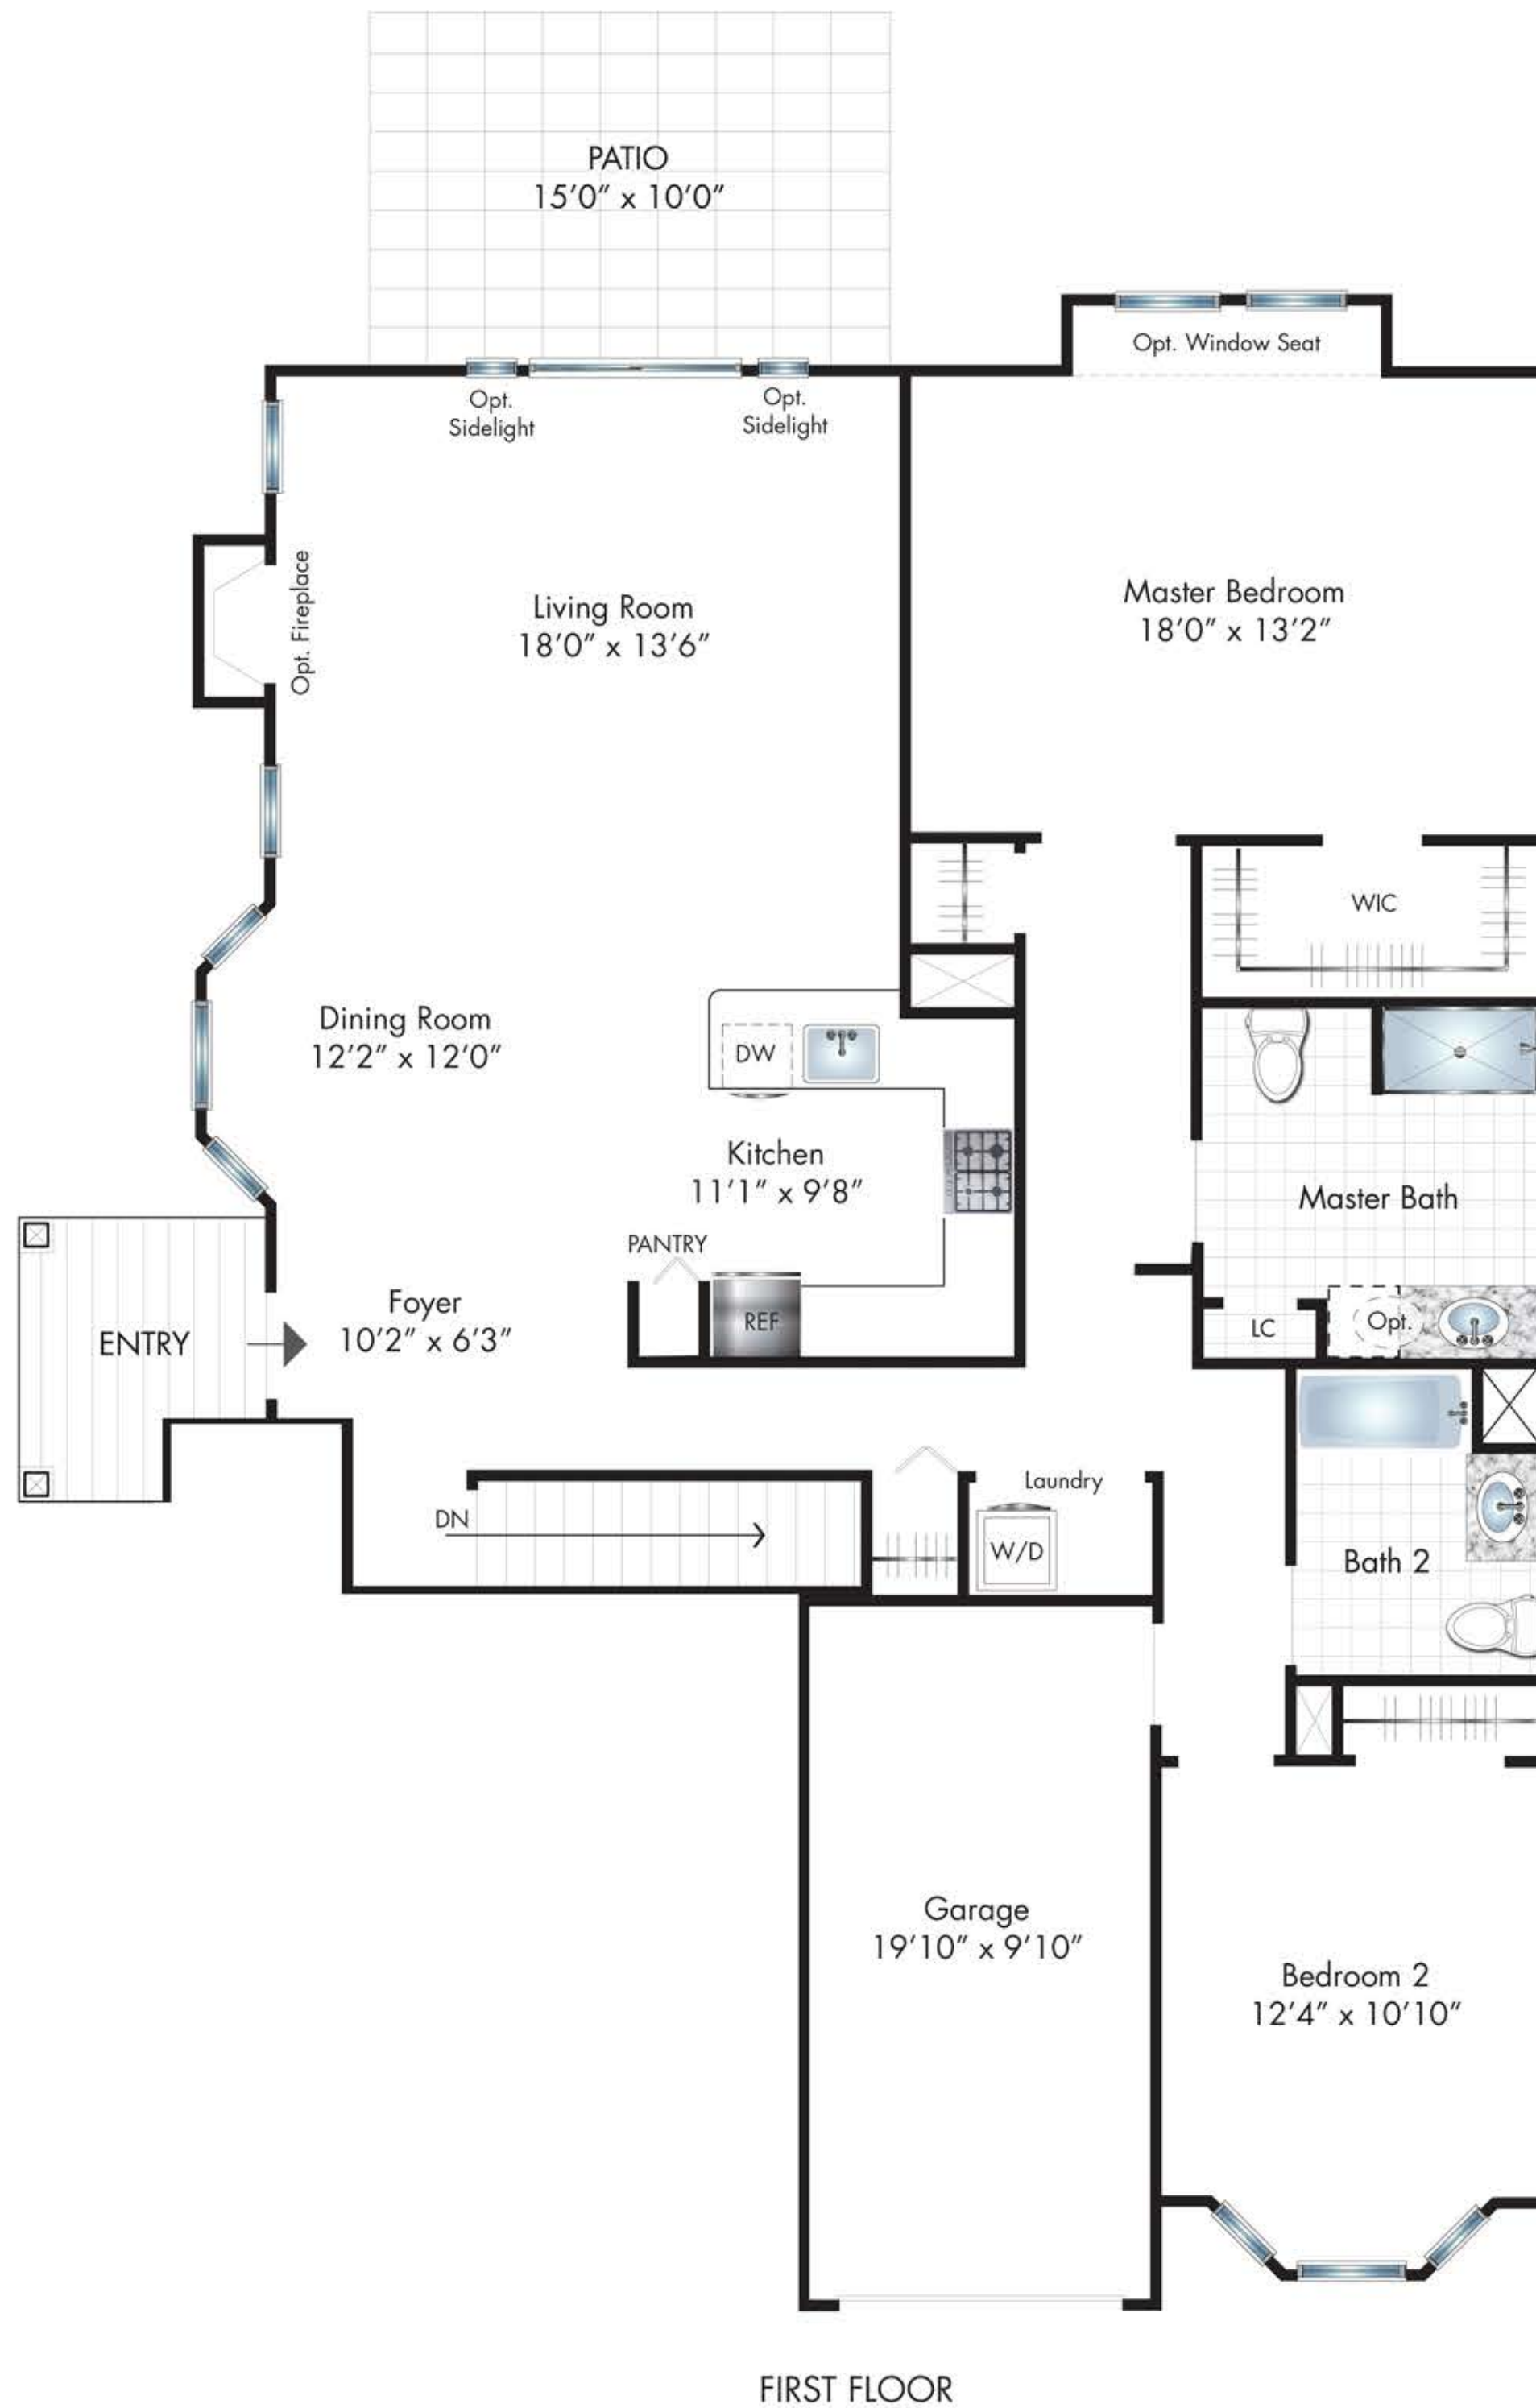 PATIO
15'0" x 10'0"
Opt. Window Seat
Opt.
Sidelight
Opt.
Sidelight
Opt. Fireplace
Living Room
18'0" x 13'6"
Master Bedroom
18'0" x 13'2"
WIC
Dining Room
12'2" x 12'0"
DW
Kitchen
11'1" x 9'8"
Master Bath
PANTRY
Foyer
10'2" x 6'3"
ENTRY
REF
LC
Opt.
DN
Laundry
W/D
Bath 2
Garage
19'10" x 9'10"
Bedroom 2
12'4" x 10'10"
FIRST FLOOR